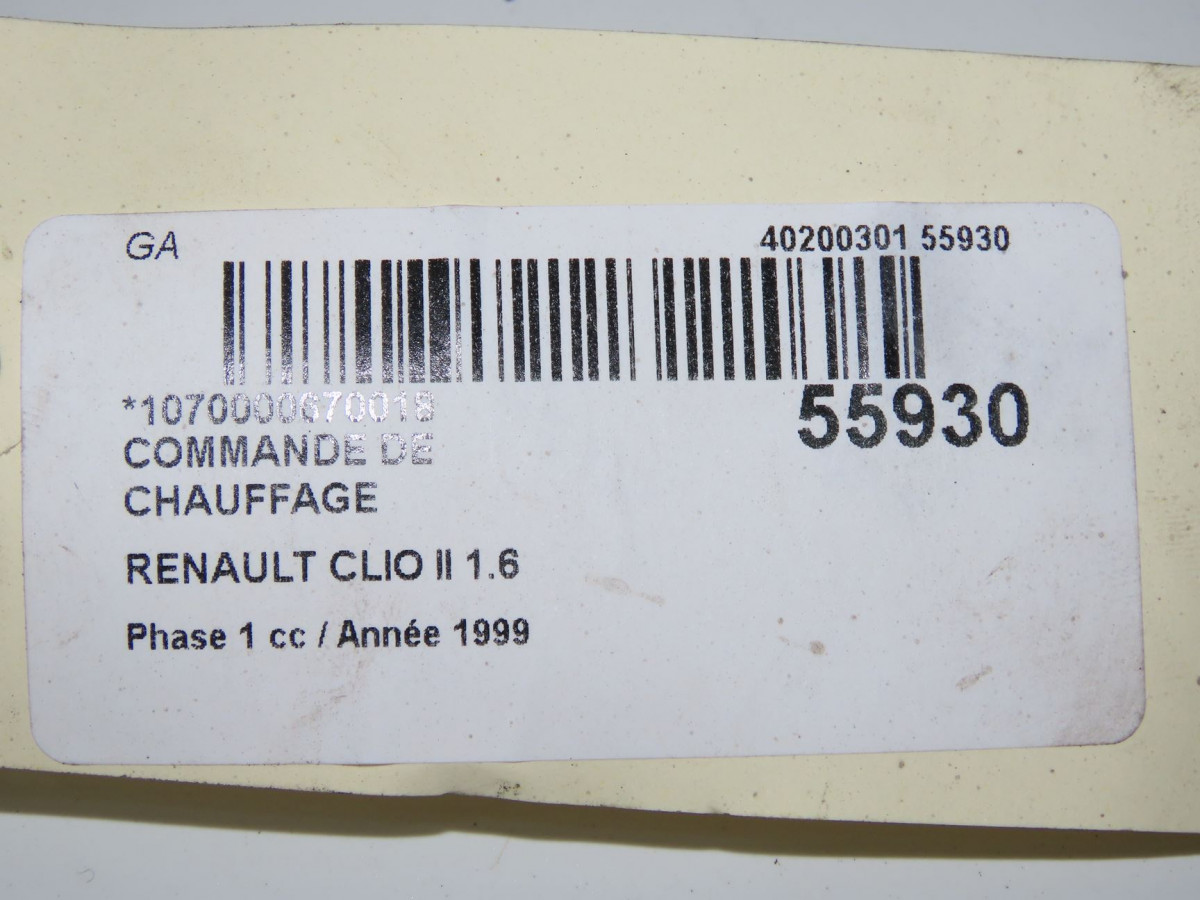 GA
40200301 55930
*1070000670018
55930
COMMANDE DE
CHAUFFAGE
RENAULT CLIO II 1.6
Phase 1 cc / Année 1999